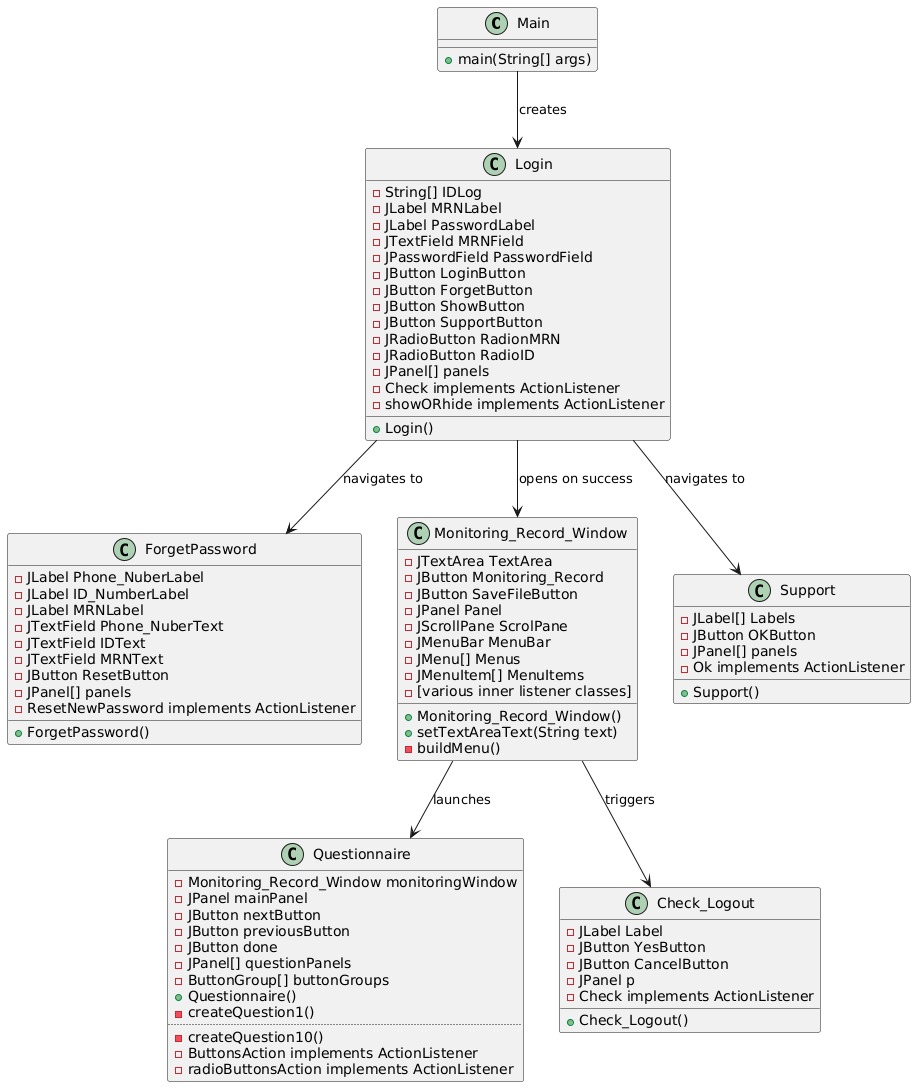 C Main
main(String[] args)
creates
C Login
String[] IDLog
JLabel MRNLabel
JLabel PasswordLabel
JTextField MRNField
JPasswordField PasswordField
JButton LoginButton
JButton ForgetButton
JButton ShowButton
JButton SupportButton
JRadioButton RadionMRN
JRadioButton RadioID
JPanel[] panels
Check implements ActionListener
showORhide implements ActionListener
Login()
navigates to
opens on success
navigates to
C ForgetPassword
JLabel Phone_NuberLabel
JLabel ID_NumberLabel
JLabel MRNLabel
JTextField Phone_NuberText
JTextField IDText
JTextField MRNText
JButton ResetButton
JPanel[] panels
ResetNewPassword implements ActionListener
ForgetPassword()
C Monitoring_Record_Window
JTextArea TextArea
JButton Monitoring_Record
JButton SaveFileButton
JPanel Panel
JScrollPane ScrolPane
JMenuBar MenuBar
JMenu[] Menus
JMenuItem[] MenuItems
[various inner listener classes]
Monitoring_Record_Window()
setTextAreaText(String text)
buildMenu()
C Support
JLabel[] Labels
JButton OKButton
JPanel[] panels
Ok implements ActionListener
Support()
launches
triggers
C Questionnaire
Monitoring_Record_Window monitoringWindow
JPanel mainPanel
JButton nextButton
JButton previousButton
JButton done
JPanel[] questionPanels
ButtonGroup[] buttonGroups
Questionnaire()
createQuestion1()
createQuestion10()
ButtonsAction implements ActionListener
radioButtonsAction implements ActionListener
C Check_Logout
JLabel Label
JButton YesButton
JButton CancelButton
JPanel p
Check implements ActionListener
Check_Logout()